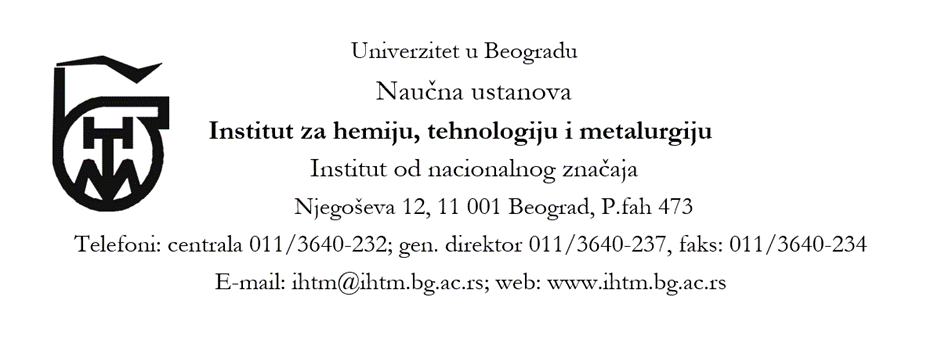 Univerzitet u Beogradu
Naučna ustanova
Institut za hemiju, tehnologiju i metalurgiju
Institut od nacionalnog značaja
Njegoševa 12, 11 001 Beograd, P.fah 473
Telefoni: centrala 011/3640-232; gen. direktor 011/3640-237, faks: 011/3640-234
E-mail: ihtm@ihtm.bg.ac.rs; web: www.ihtm.bg.ac.rs